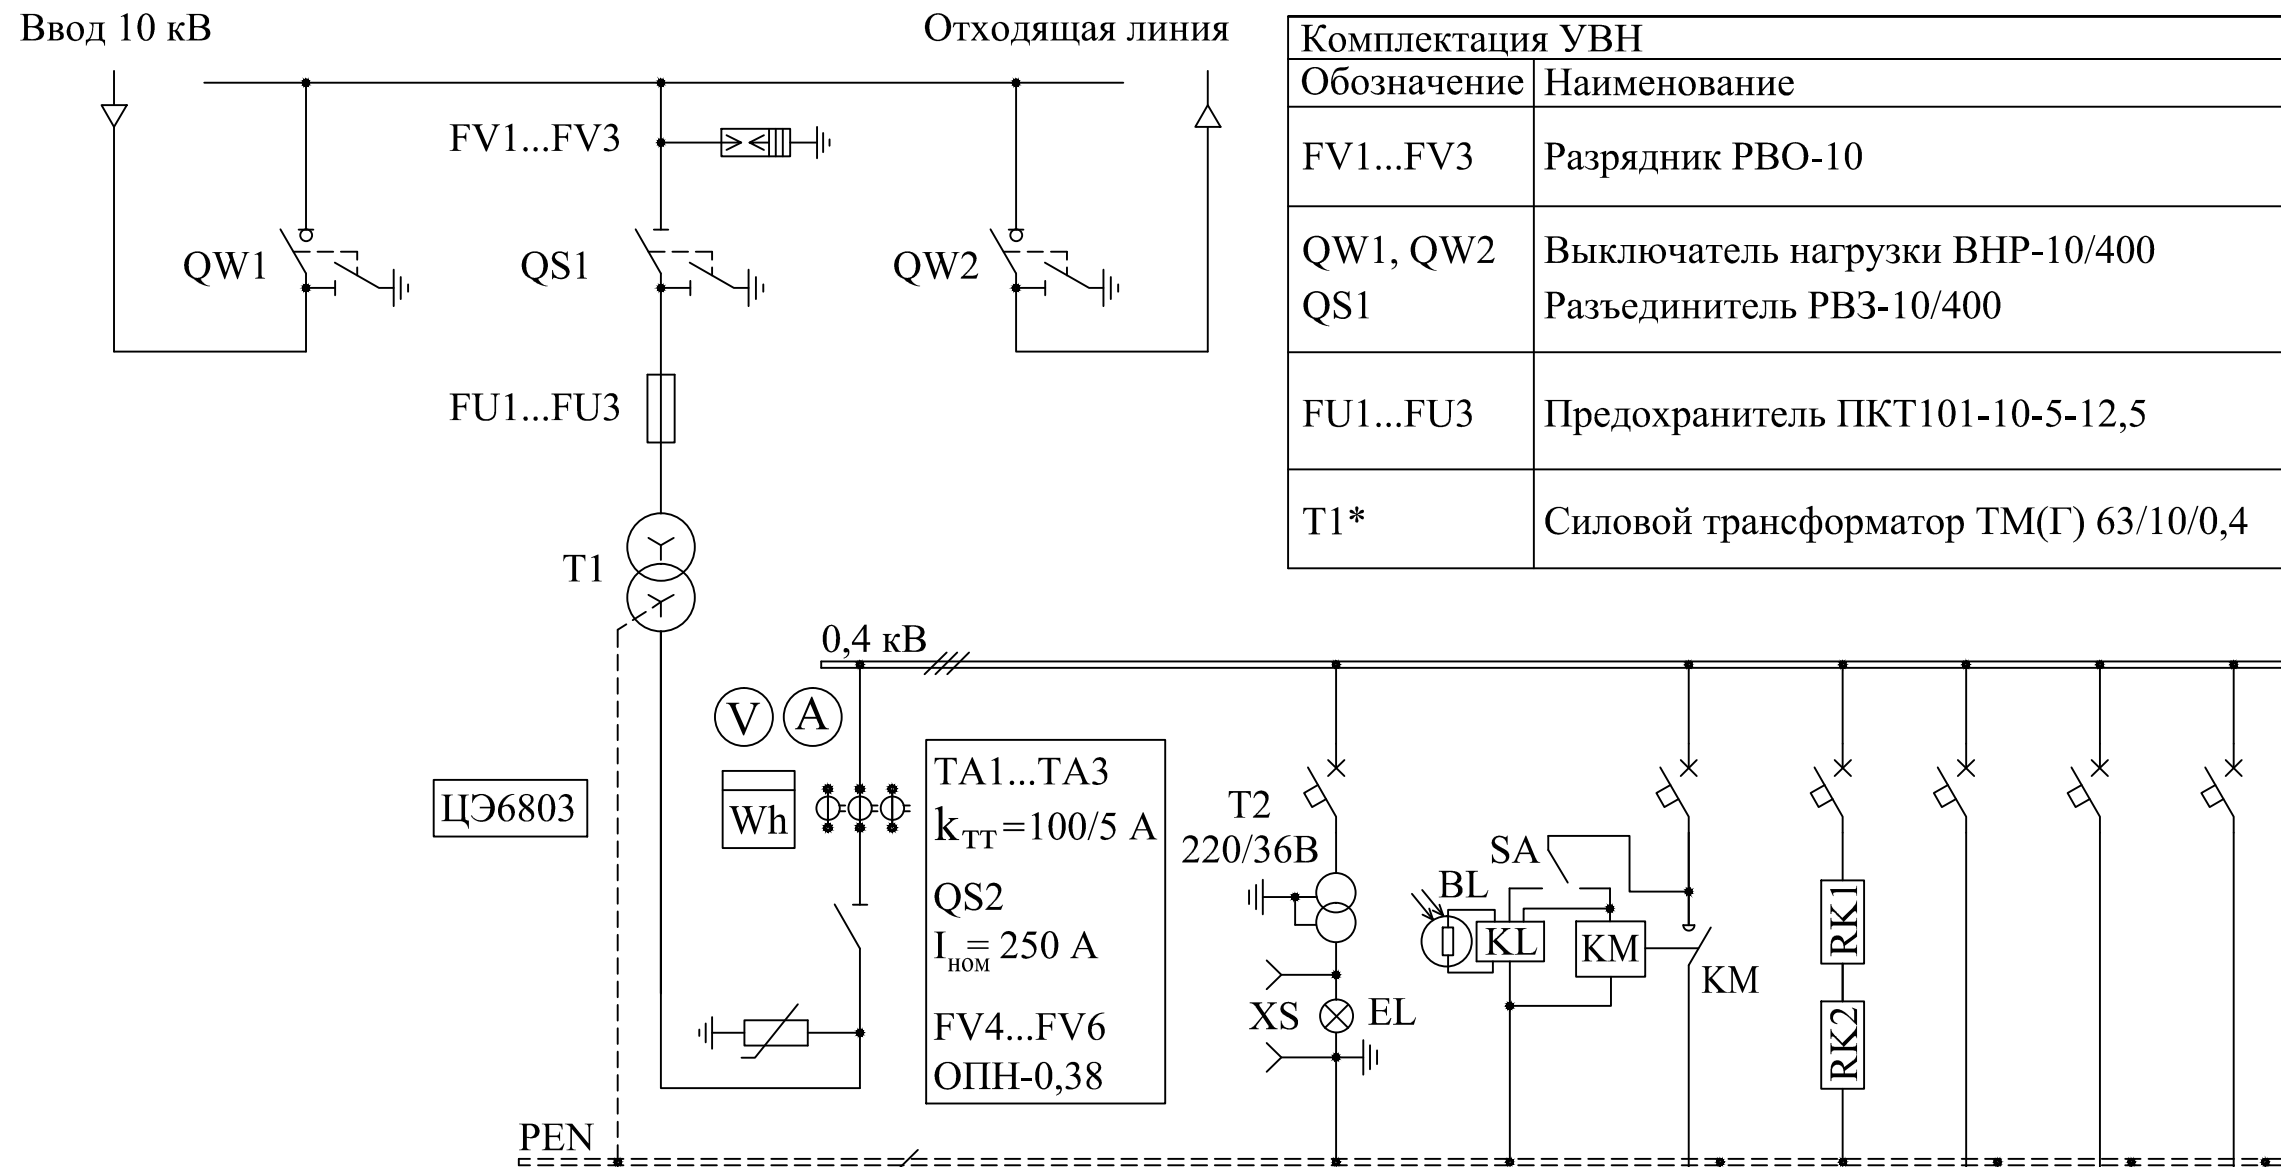 Ввод 10 кВ
Отходящая линия
Комплектация УВН
Обозначение Наименование
FV1...FV3 Разрядник РВО-10
QW1, QW2 Выключатель нагрузки ВНР-10/400
QS1 Разъединитель РВЗ-10/400
FU1...FU3 Предохранитель ПКТ101-10-5-12,5
T1* Силовой трансформатор ТМ(Г) 63/10/0,4
FV1...FV3
QW1
QS1
QW2
FU1...FU3
T1
0,4 кВ
V
A
ЦЭ6803
Wh
TA1...TA3
kТТ=100/5 А
QS2
Iном= 250 А
FV4...FV6
ОПН-0,38
T2
220/36В
XS
EL
SA
BL
KL
KM
KM
RK1
RK2
PEN